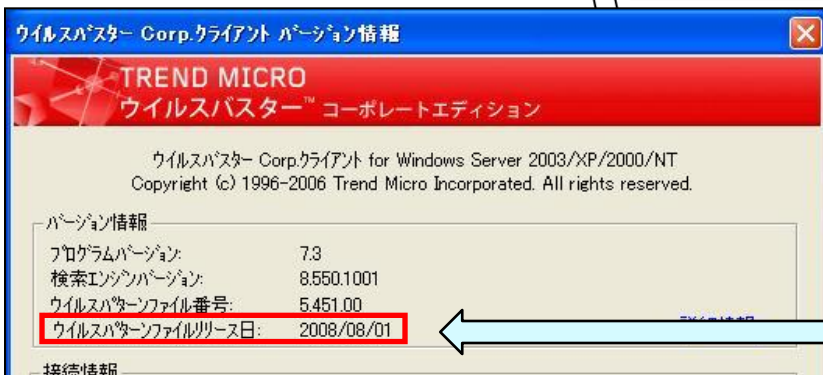 ウイルスバスター Corp.クライアント バージョン情報
TREND MICRO
ウイルスバスター™ コーポレートエディション
ウイルスバスター Corp.クライアント for Windows Server 2003/XP/2000/NT
Copyright (c) 1996-2006 Trend Micro Incorporated. All rights reserved.
バージョン情報
プログラムバージョン: 7.3
検索エンジンバージョン: 8.550.1001
ウイルスパターンファイル番号: 5.451.00
ウイルスパターンファイルリリース日: 2008/08/01
接続情報